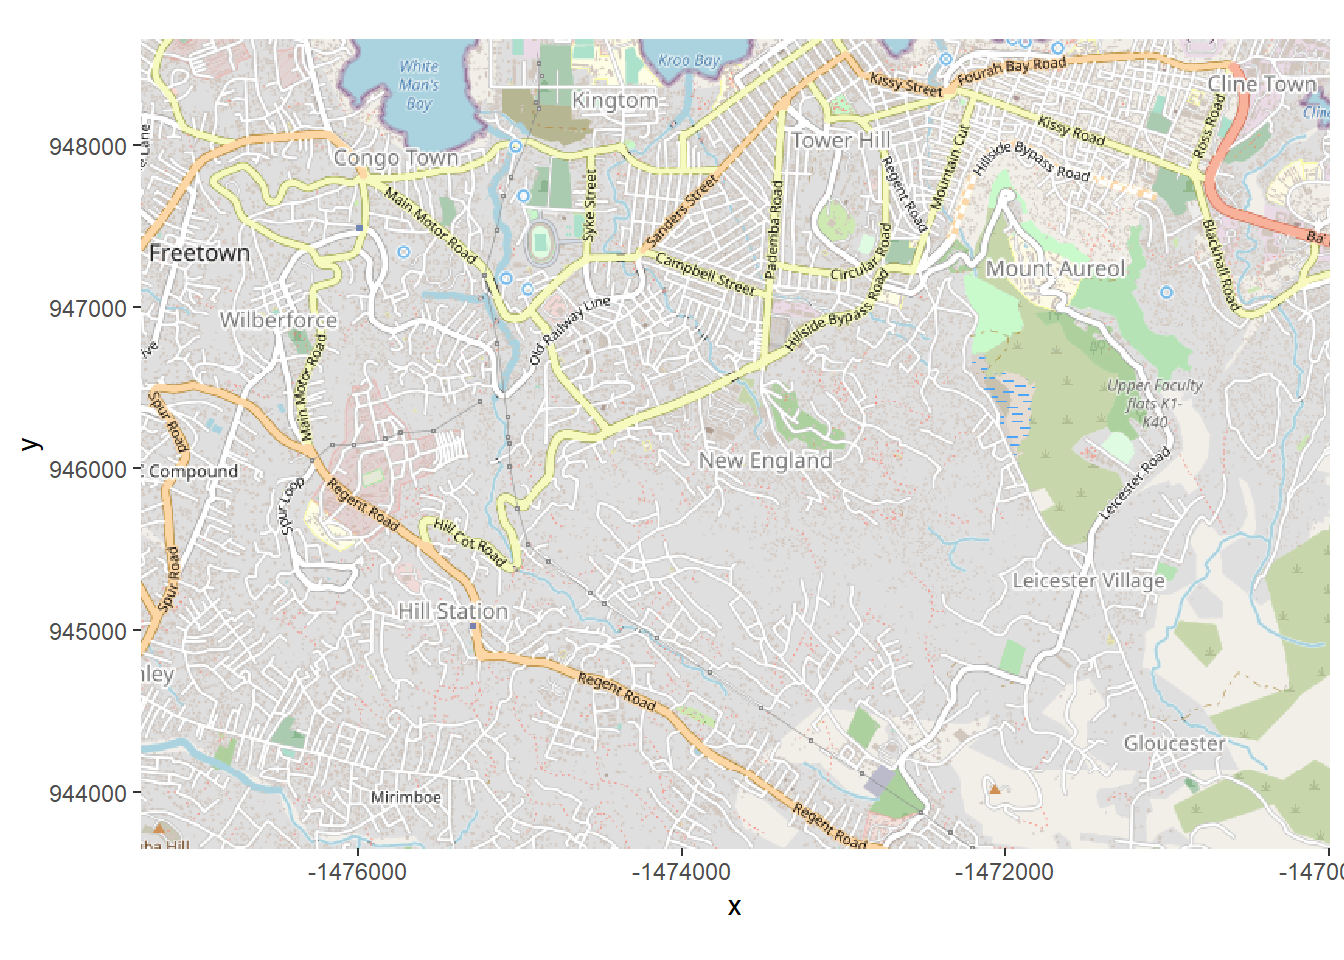 White
Man's
Bay
Kroo Bay
Kissy Street
Fourah Bay Road
Cline Town
Kingtom
Tower Hill
Kissy Road
Ross Road
Lane
948000
Congo Town
Mountain Cut
Hillside Bypass Road
Regent Road
Main Motor Road
Syke Street
Sanders Street
Pademba Road
Freetown
Campbell Street
Circular Road
Mount Aureol
Blackhall Road
947000
Wilberforce
Old Railway Line
Hillside Bypass Road
Main Motor Road
Upper Faculty
flats K1-
K40
Spur Road
y
946000
Compound
New England
Leicester Road
Spur Loop
Regent Road
Hill Cot Road
Spur Road
Leicester Village
Hill Station
945000
nley
Regent Road
Gloucester
944000
Mirimboe
Regent Road
ba Hill
-1476000
-1474000
-1472000
-14700
x